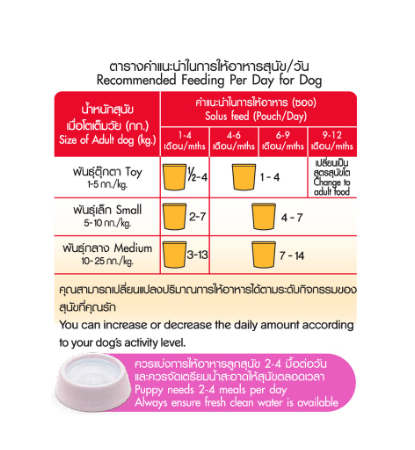 ตารางคำแนะนำในการให้อาหารสุนัข/วัน
Recommended Feeding Per Day for Dog
น้ำหนักสุนัข
เมื่อโตเต็มวัย (กก.)
Size of Adult dog (kg.)
คำแนะนำในการให้อาหาร (ซอง)
Solus feed (Pouch/Day)
1-4 4-6 6-9 9-12
เดือน/mths เดือน/mths เดือน/mths เดือน/mths
พันธุ์ตุ๊กตา Toy
1-5 กก./kg.
½-4
1 - 4
เปลี่ยนเป็น
สูตรสุนัขโต
Change to
adult food
พันธุ์เล็ก Small
5-10 กก./kg.
2-7
4 - 7
พันธุ์กลาง Medium
10-25 กก./kg.
3-13
7 - 14
คุณสามารถเปลี่ยนแปลงปริมาณการให้อาหารได้ตามระดับกิจกรรมของ
สุนัขที่คุณรัก
You can increase or decrease the daily amount according
to your dog's activity level.
ควรแบ่งการให้อาหารลูกสุนัข 2-4 มื้อต่อวัน
และควรจัดเตรียมน้ำสะอาดให้สุนัขตลอดเวลา
Puppy needs 2-4 meals per day
Always ensure fresh clean water is available